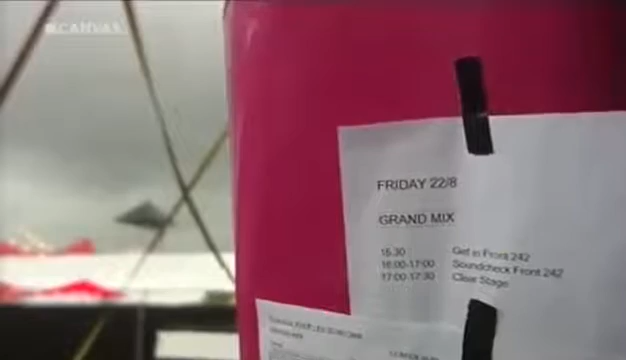 CANVAS
FRIDAY 22/8
GRAND MIX
15.30 Get in Front 242
16:00-17:00 Soundcheck Front 242
17:00-17:30 Clear Stage